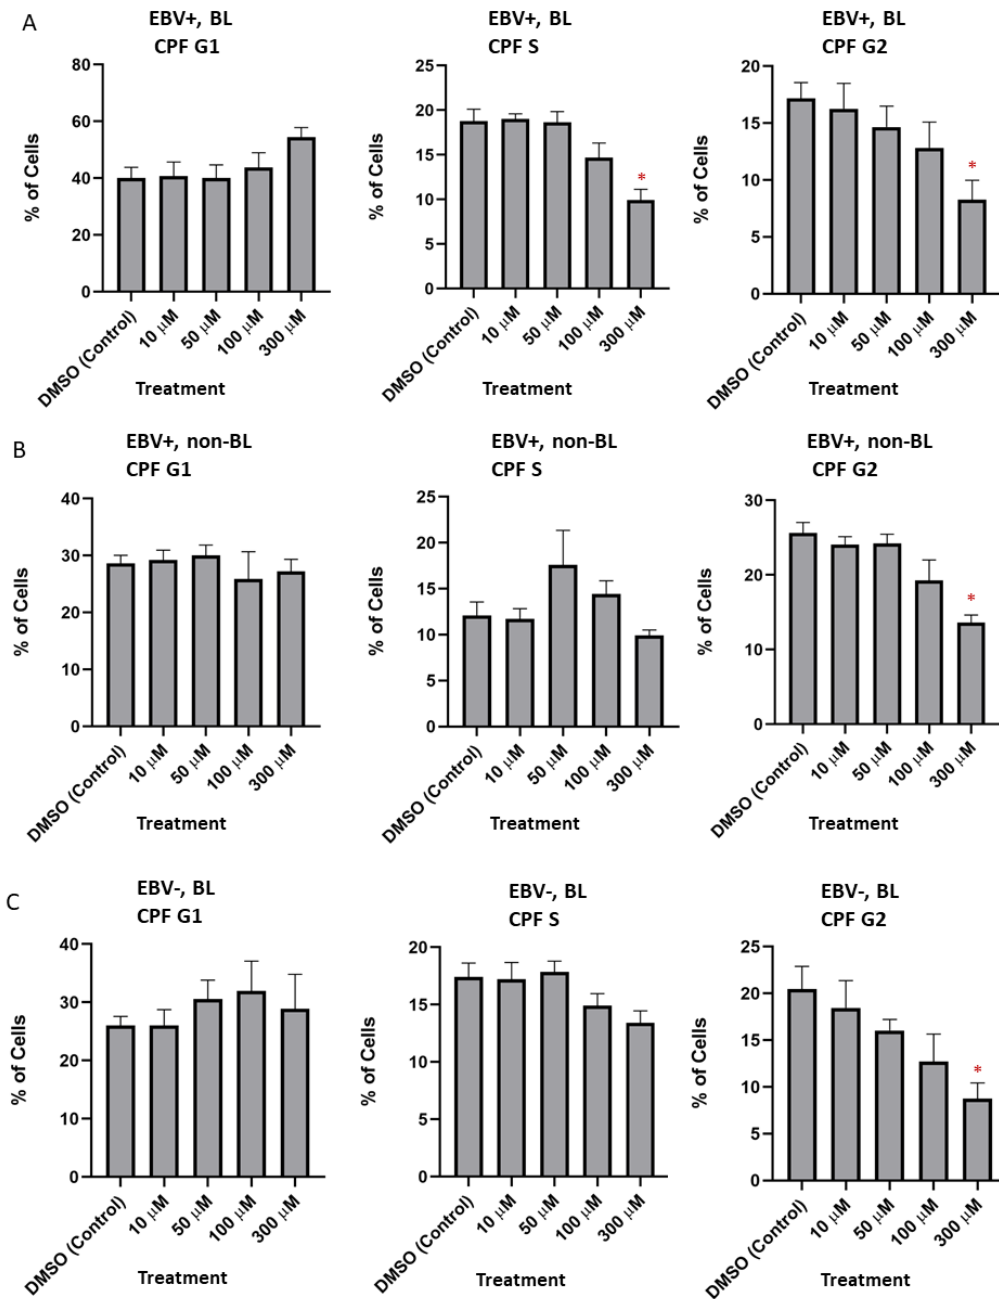 A
EBV+, BL
CPF G1
80
60
40
20
0
% of Cells
DMSO (Control)
10 μM
50 μM
100 μM
300 μM
Treatment
EBV+, BL
CPF S
25
20
15
10
5
0
% of Cells
*
DMSO (Control)
10 μM
50 μM
100 μM
300 μM
Treatment
EBV+, BL
CPF G2
20
15
10
5
0
% of Cells
*
DMSO (Control)
10 μM
50 μM
100 μM
300 μM
Treatment
B
EBV+, non-BL
CPF G1
40
30
20
10
0
% of Cells
DMSO (Control)
10 μM
50 μM
100 μM
300 μM
Treatment
EBV+, non-BL
CPF S
25
20
15
10
5
0
% of Cells
DMSO (Control)
10 μM
50 μM
100 μM
300 μM
Treatment
EBV+, non-BL
CPF G2
30
20
10
0
% of Cells
*
DMSO (Control)
10 μM
50 μM
100 μM
300 μM
Treatment
C
EBV-, BL
CPF G1
40
30
20
10
0
% of Cells
DMSO (Control)
10 μM
50 μM
100 μM
300 μM
Treatment
EBV-, BL
CPF S
20
15
10
5
0
% of Cells
DMSO (Control)
10 μM
50 μM
100 μM
300 μM
Treatment
EBV-, BL
CPF G2
25
20
15
10
5
0
% of Cells
*
DMSO (Control)
10 μM
50 μM
100 μM
300 μM
Treatment